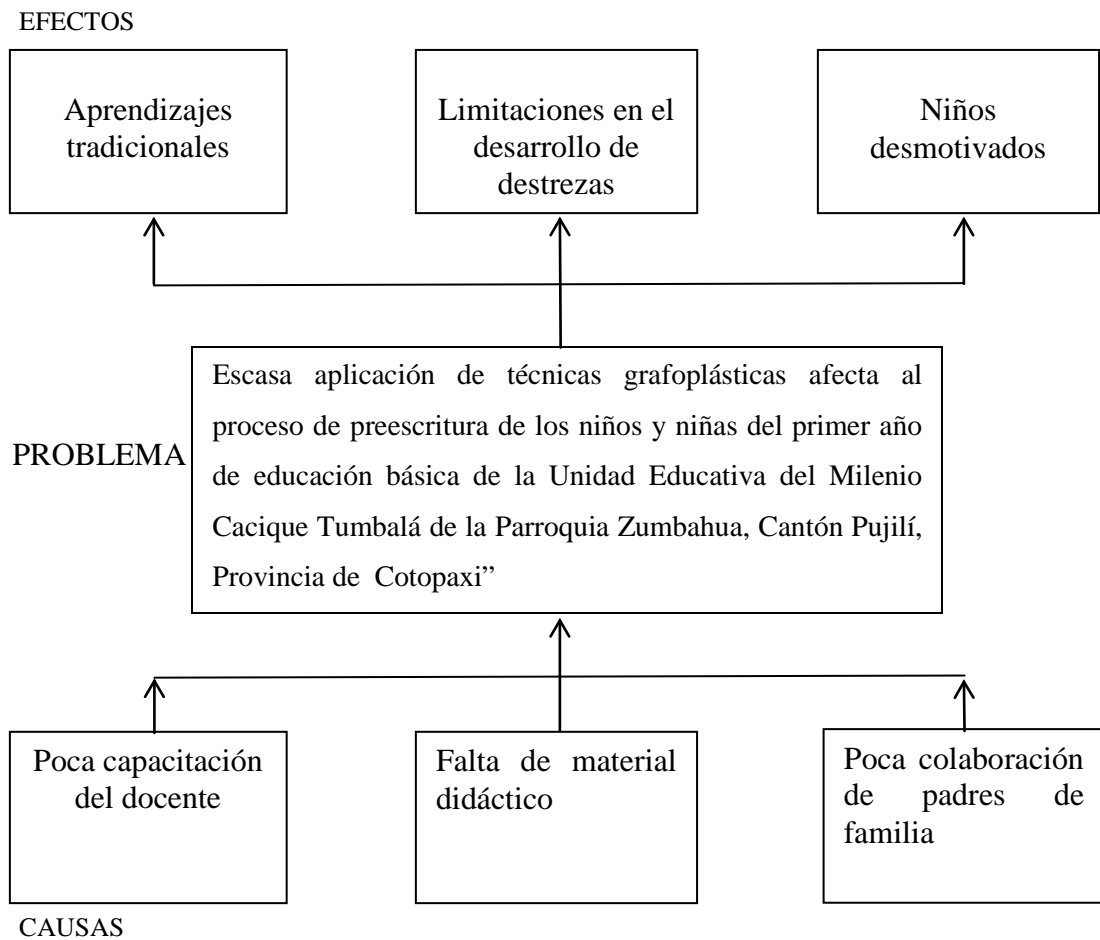 EFECTOS
Aprendizajes
tradicionales
Limitaciones en el
desarrollo de
destrezas
Niños
desmotivados
PROBLEMA
Escasa aplicación de técnicas grafoplásticas afecta al
proceso de preescritura de los niños y niñas del primer año
de educación básica de la Unidad Educativa del Milenio
Cacique Tumbalá de la Parroquia Zumbahua, Cantón Pujilí,
Provincia de Cotopaxi”
Poca capacitación
del docente
Falta de material
didáctico
Poca colaboración
de padres de
familia
CAUSAS